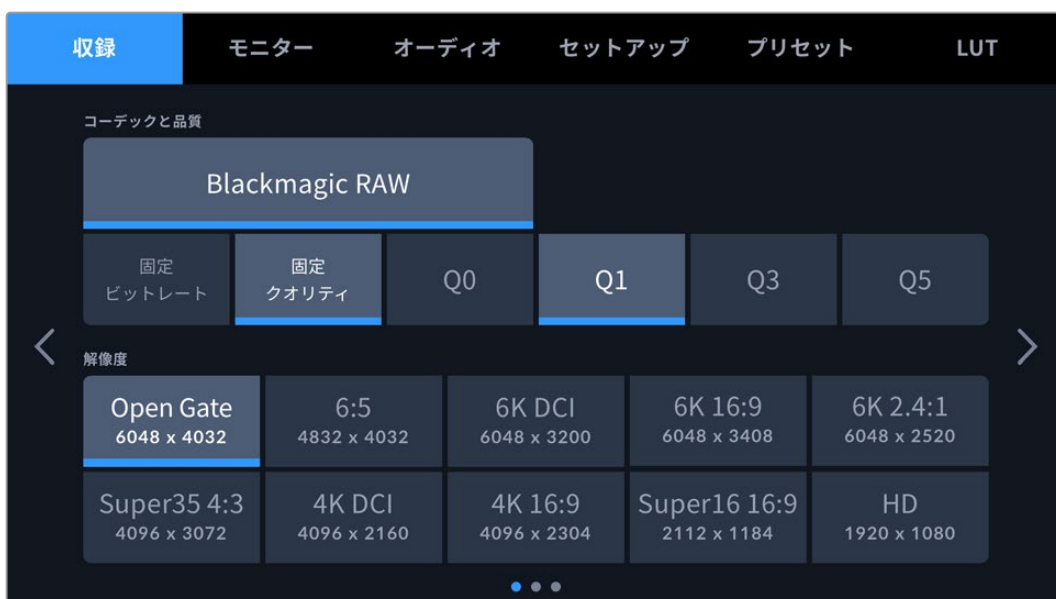 収録 モニター オーディオ セットアップ プリセット LUT
コーデックと品質
Blackmagic RAW
固定
ビットレート
固定
クオリティ
Q0
Q1
Q3
Q5
解像度
Open Gate
6048 x 4032
6:5
4832 x 4032
6K DCI
6048 x 3200
6K 16:9
6048 x 3408
6K 2.4:1
6048 x 2520
Super35 4:3
4096 x 3072
4K DCI
4096 x 2160
4K 16:9
4096 x 2304
Super16 16:9
2112 x 1184
HD
1920 x 1080